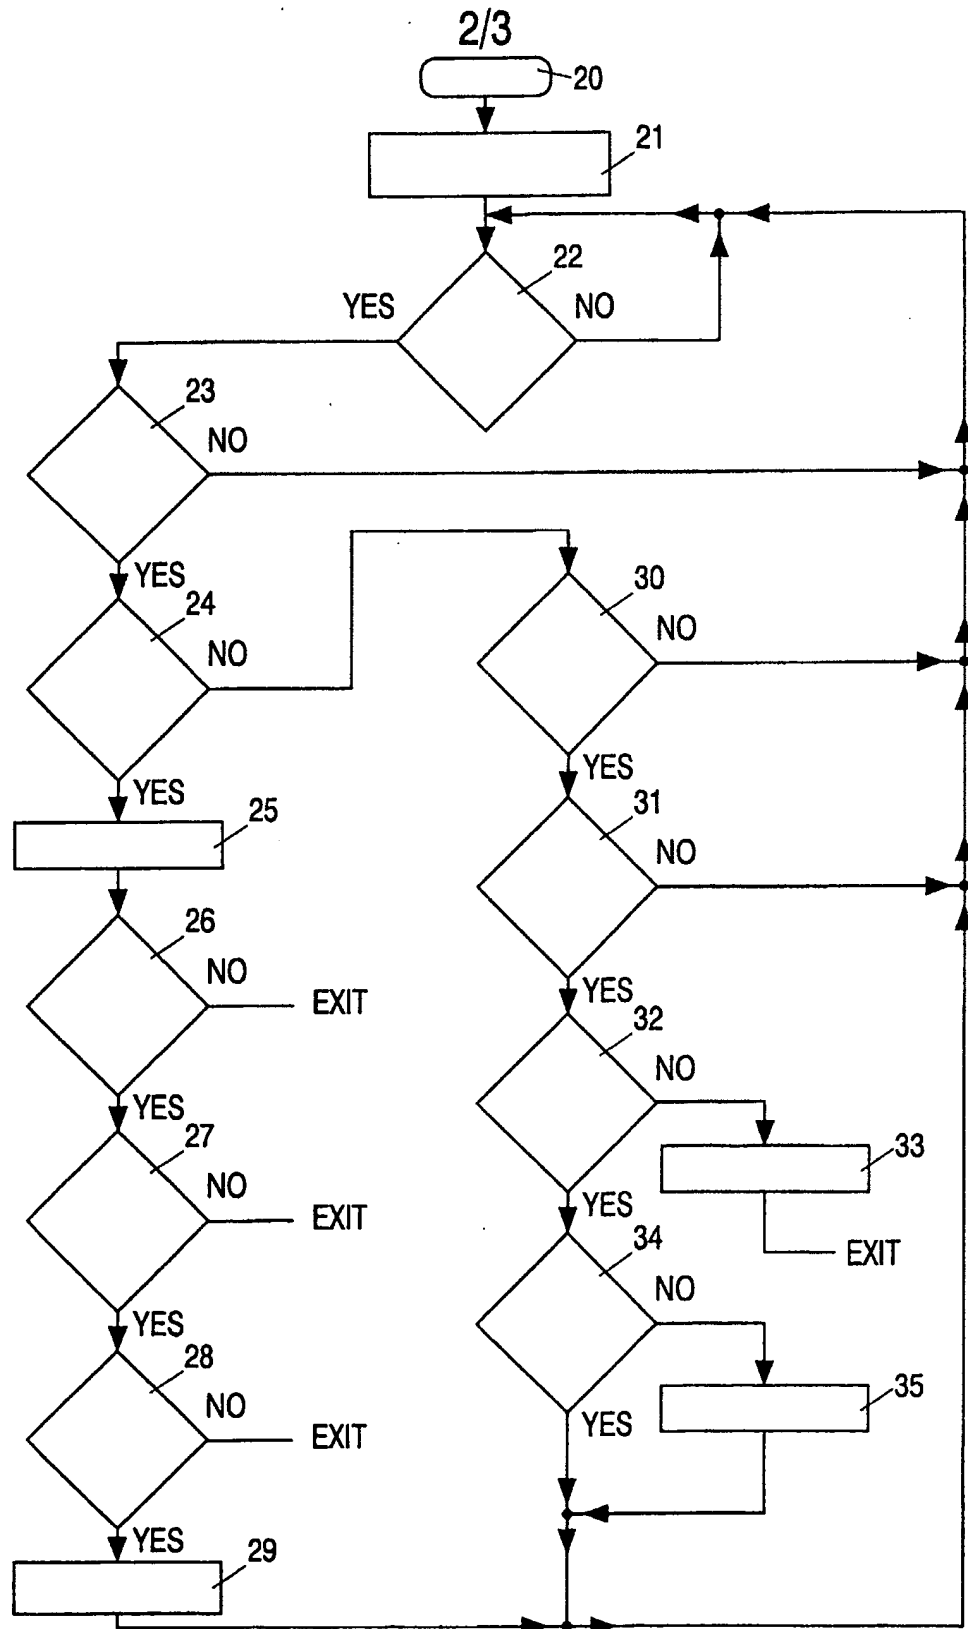 2/3
20
21
22
YES NO
23
NO
YES
24
NO
30
NO
YES
YES
25
31
NO
26
NO
EXIT
YES
32
NO
YES
27
NO
EXIT
33
YES
34
EXIT
NO
YES
28
NO
EXIT
35
YES
YES
29